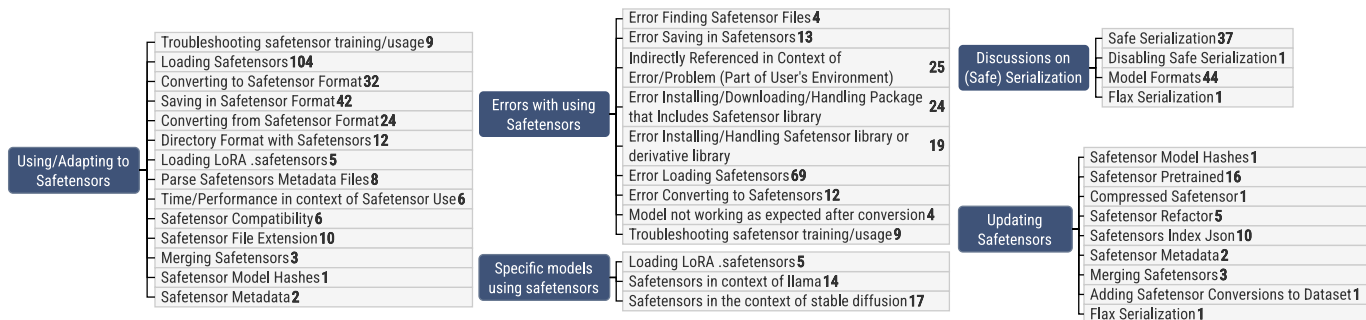 Using/Adapting to
Safetensors
Troubleshooting safetensor training/usage 9
Loading Safetensors 104
Converting to Safetensor Format 32
Saving in Safetensor Format 42
Converting from Safetensor Format 24
Directory Format with Safetensors 12
Loading LoRA .safetensors 5
Parse Safetensors Metadata Files 8
Time/Performance in context of Safetensor Use 6
Safetensor Compatibility 6
Safetensor File Extension 10
Merging Safetensors 3
Safetensor Model Hashes 1
Safetensor Metadata 2
Errors with using
Safetensors
Error Finding Safetensor Files 4
Error Saving in Safetensors 13
Indirectly Referenced in Context of
Error/Problem (Part of User's Environment) 25
Error Installing/Downloading/Handling Package
that Includes Safetensor library 24
Error Installing/Handling Safetensor library or
derivative library 19
Error Loading Safetensors 69
Error Converting to Safetensors 12
Model not working as expected after conversion 4
Troubleshooting safetensor training/usage 9
Specific models
using safetensors
Loading LoRA .safetensors 5
Safetensors in context of llama 14
Safetensors in the context of stable diffusion 17
Discussions on
(Safe) Serialization
Safe Serialization 37
Disabling Safe Serialization 1
Model Formats 44
Flax Serialization 1
Updating
Safetensors
Safetensor Model Hashes 1
Safetensor Pretrained 16
Compressed Safetensor 1
Safetensor Refactor 5
Safetensors Index Json 10
Safetensor Metadata 2
Merging Safetensors 3
Adding Safetensor Conversions to Dataset 1
Flax Serialization 1